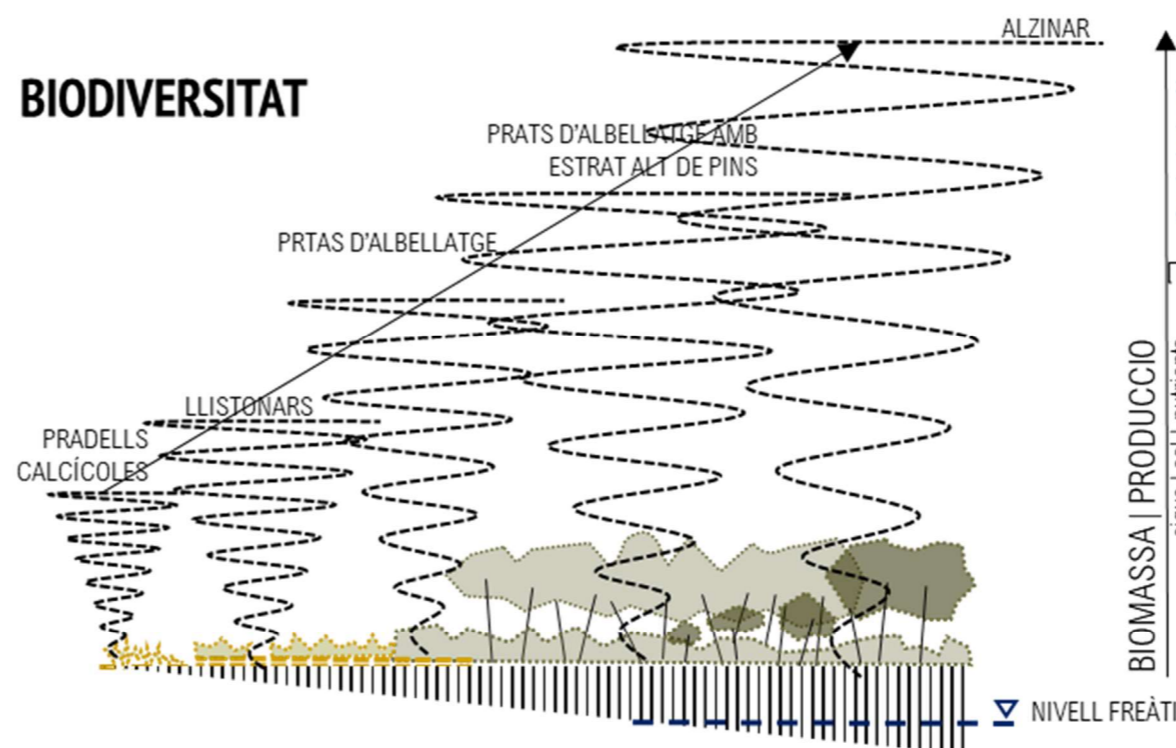 ALZINAR
BIODIVERSITAT
PRATS D'ALBELLATGE AMB
ESTRAT ALT DE PINS
PRTAS D'ALBELLATGE
LLISTONARS
PRADELLS
CALCÍCOLES
BIOMASSA | PRODUCCIO
NIVELL FREÀTI